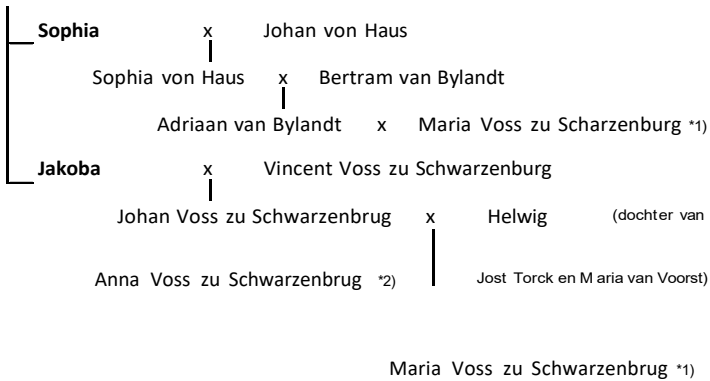 Sophia x Johan von Haus
Sophia von Haus x Bertram van Bylandt
Adriaan van Bylandt x Maria Voss zu Scharzenburg *1)
Jakoba x Vincent Voss zu Schwarzenburg
Johan Voss zu Schwarzenbrug x Helwig (dochter van
Anna Voss zu Schwarzenbrug *2) Jost Torck en Maria van Voorst)
Maria Voss zu Schwarzenbrug *1)